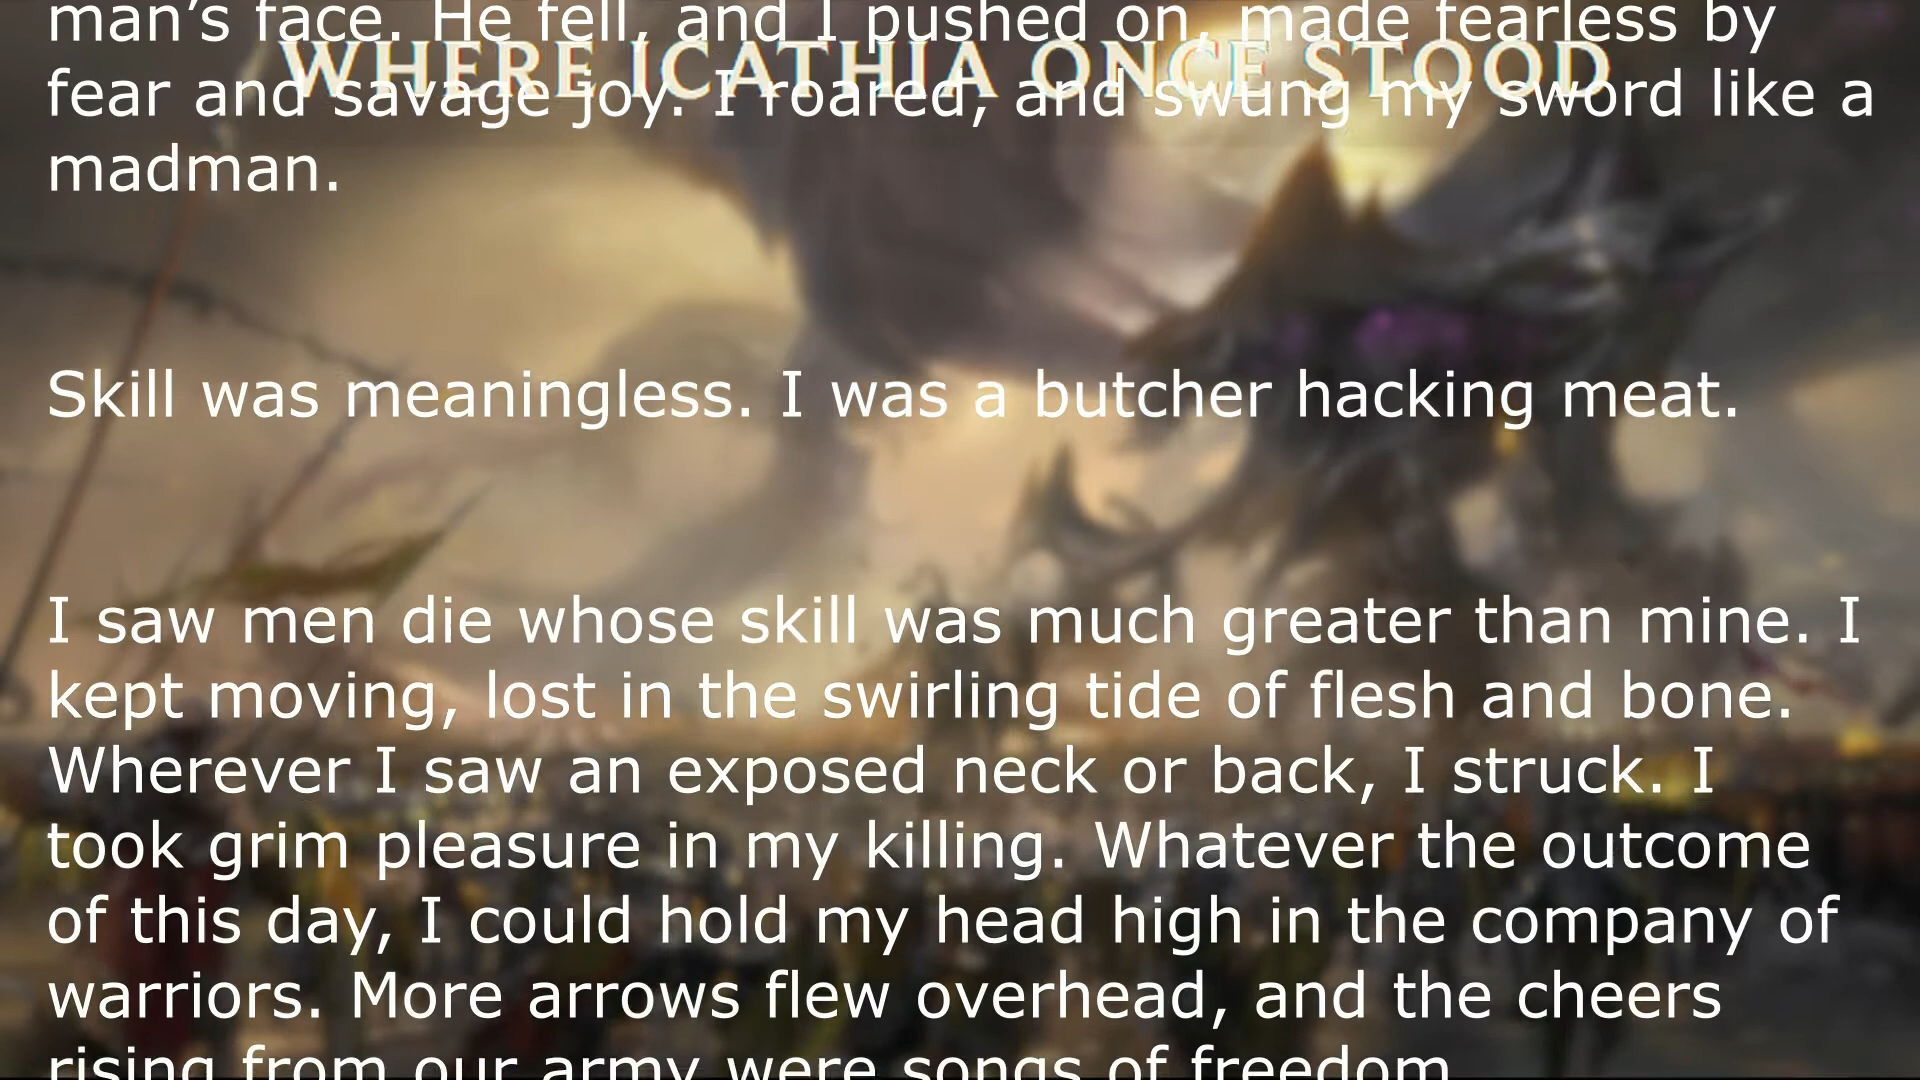 man's face. He fell, and I pushed on, made fearless by
WHERE ICATHIA ONCE STOOD
fear and savage joy. I roared, and swung my sword like a
madman.
Skill was meaningless. I was a butcher hacking meat.
I saw men die whose skill was much greater than mine. I
kept moving, lost in the swirling tide of flesh and bone.
Wherever I saw an exposed neck or back, I struck. I
took grim pleasure in my killing. Whatever the outcome
of this day, I could hold my head high in the company of
warriors. More arrows flew overhead, and the cheers
rising from our army were songs of freedom